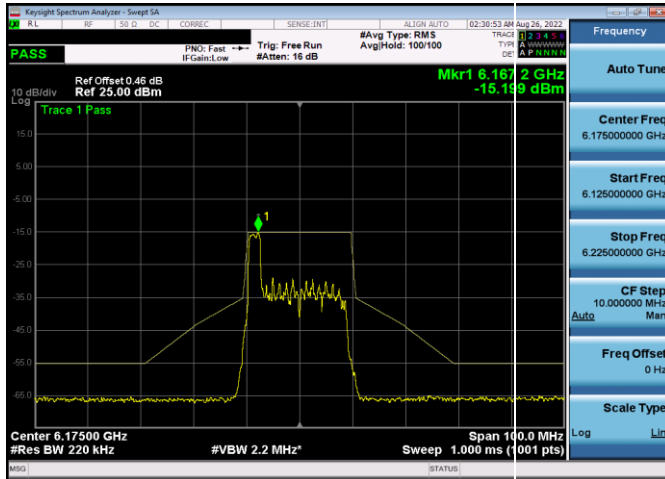 Keysight Spectrum Analyzer - Swept SA
RL RF 50 Ω DC CORREC SENSE:INT ALIGN AUTO 02:30:53 AM Aug 26, 2022
PASS
PNO: Fast
IFGain:Low
Trig: Free Run
#Atten: 16 dB
#Avg Type: RMS
Avg|Hold: 100/100
TRACE 1 2 3 4 5 6
TYPE A WWWWW
DET A P N N N N
Ref Offset 0.46 dB
10 dB/div Ref 25.00 dBm
Log
Mkr1 6.167 2 GHz
-15.199 dBm
Trace 1 Pass
15.0
5.00
-5.00
-15.0
-25.0
-35.0
-45.0
-55.0
-65.0
1
Center 6.17500 GHz
#Res BW 220 kHz
#VBW 2.2 MHz*
Span 100.0 MHz
Sweep 1.000 ms (1001 pts)
MSG STATUS
Frequency
Auto Tune
Center Freq
6.175000000 GHz
Start Freq
6.125000000 GHz
Stop Freq
6.225000000 GHz
CF Step
10.000000 MHz
Auto Man
Freq Offset
0 Hz
Scale Type
Log Lin